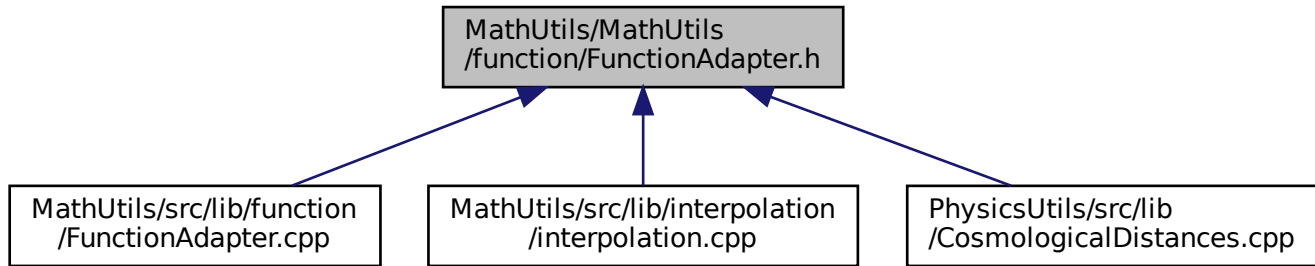 MathUtils/MathUtils
/function/FunctionAdapter.h
MathUtils/src/lib/function
/FunctionAdapter.cpp
MathUtils/src/lib/interpolation
/interpolation.cpp
PhysicsUtils/src/lib
/CosmologicalDistances.cpp